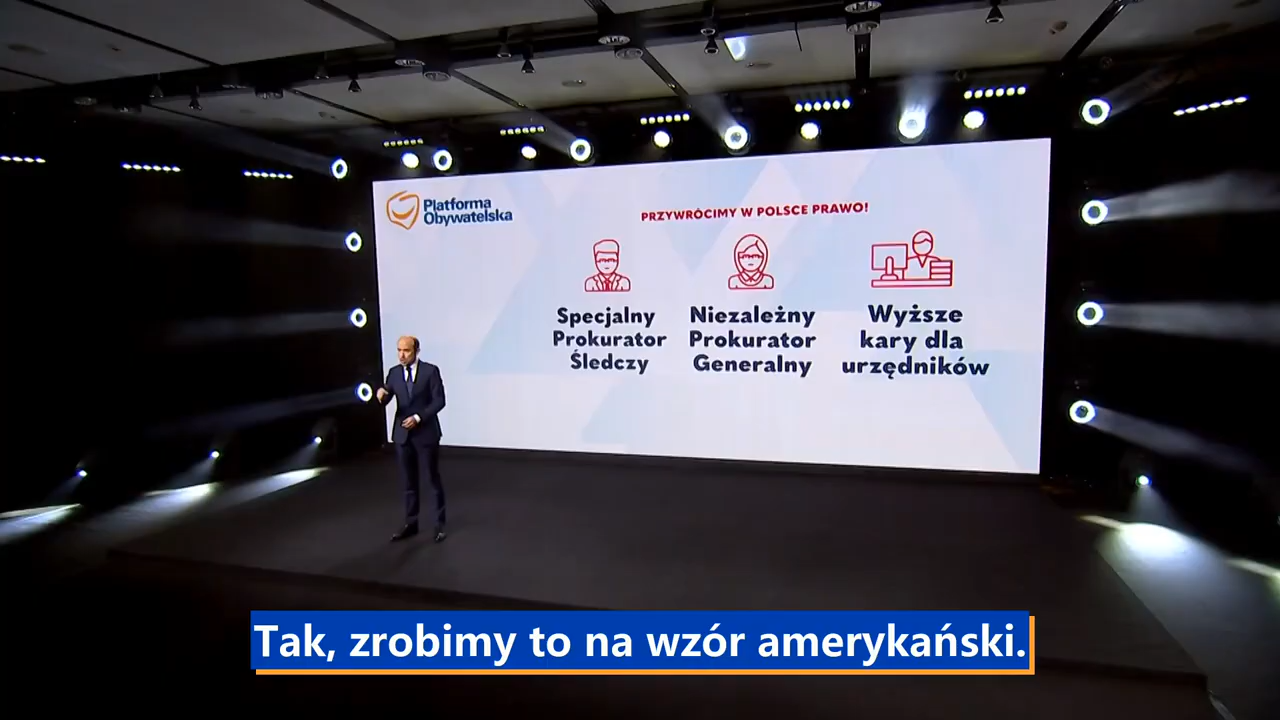 Platforma
Obywatelska
PRZYWRÓCIMY W POLSCE PRAWO!
Specjalny
Prokurator
Śledczy
Niezależny
Prokurator
Generalny
Wyższe
kary dla
urzędników
Tak, zrobimy to na wzór amerykański.